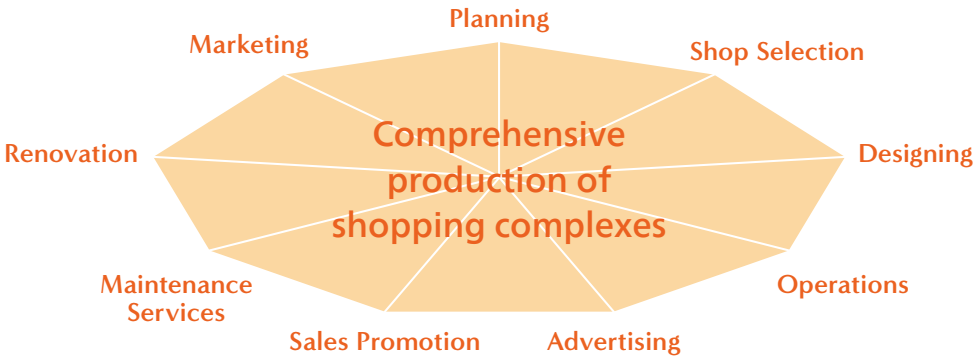 Planning
Marketing
Shop Selection
Comprehensive
production of
shopping complexes
Renovation
Designing
Maintenance
Services
Operations
Sales Promotion
Advertising